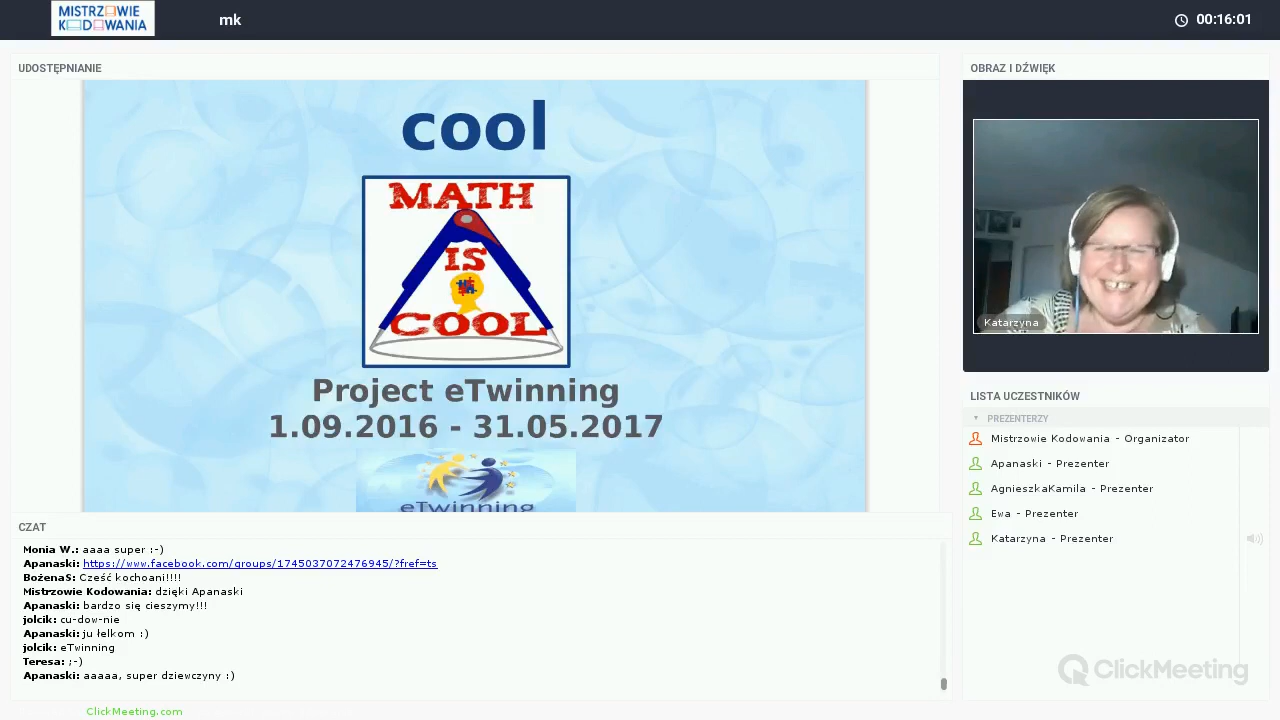 MISTRZOWIE
KODOWANIA
mk
00:16:01
UDOSTĘPNIANIE
cool
MATH
IS
COOL
Project eTwinning
1.09.2016 - 31.05.2017
eTwinning
OBRAZ I DŹWIĘK
Katarzyna
LISTA UCZESTNIKÓW
PREZENTERZY
Mistrzowie Kodowania - Organizator
Apanaski - Prezenter
AgnieszkaKamila - Prezenter
Ewa - Prezenter
Katarzyna - Prezenter
CZAT
Monia W.: aaaa super :-)
Apanaski: https://www.facebook.com/groups/1745037072476945/?fref=ts
BożenaS: Cześć kochoani!!!!
Mistrzowie Kodowania: dzięki Apanaski
Apanaski: bardzo się cieszymy!!!
jolcik: cu-dow-nie
Apanaski: ju łelkom :)
jolcik: eTwinning
Teresa: ;-)
Apanaski: aaaaa, super dziewczyny :)
ClickMeeting
ClickMeeting.com